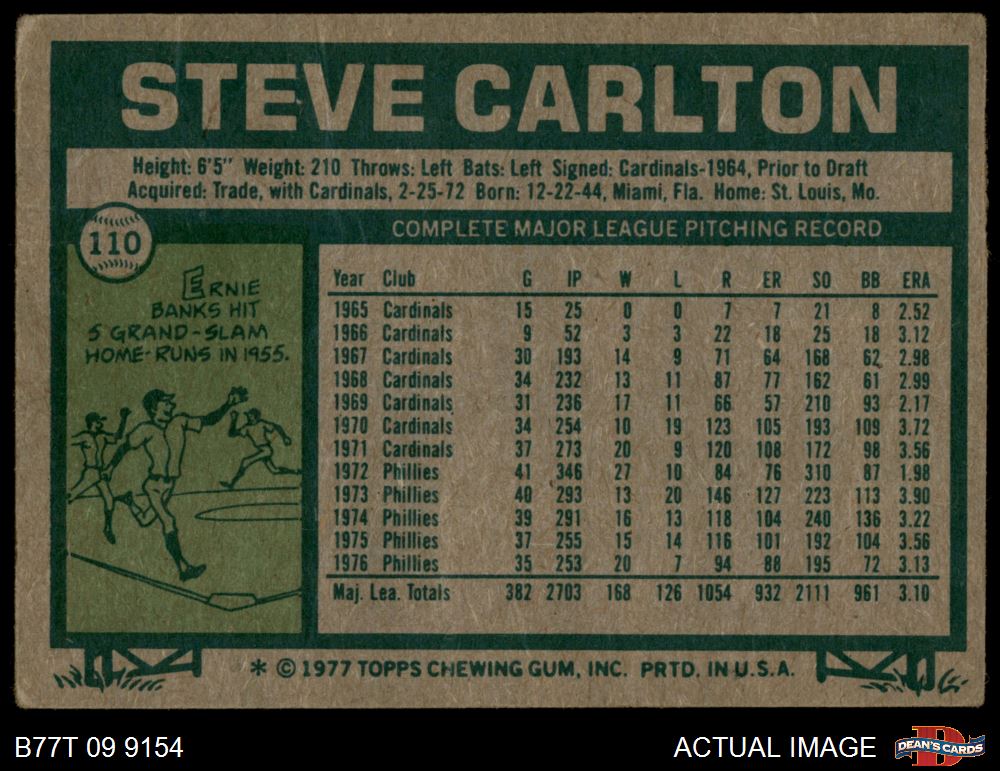 STEVE CARLTON
Height: 6'5" Weight: 210 Throws: Left Bats: Left Signed: Cardinals-1964, Prior to Draft
Acquired: Trade, with Cardinals, 2-25-72 Born: 12-22-44, Miami, Fla. Home: St. Louis, Mo.
110
ERNIE
BANKS HIT
5 GRAND-SLAM
HOME-RUNS IN 1955.
COMPLETE MAJOR LEAGUE PITCHING RECORD
Year Club G IP W L R ER SO BB ERA
1965 Cardinals 15 25 0 0 7 7 21 8 2.52
1966 Cardinals 9 52 3 3 22 18 25 18 3.12
1967 Cardinals 30 193 14 9 71 64 168 62 2.98
1968 Cardinals 34 232 13 11 87 77 162 61 2.99
1969 Cardinals 31 236 17 11 66 57 210 93 2.17
1970 Cardinals 34 254 10 19 123 105 193 109 3.72
1971 Cardinals 37 273 20 9 120 108 172 98 3.56
1972 Phillies 41 346 27 10 84 76 310 87 1.98
1973 Phillies 40 293 13 20 146 127 223 113 3.90
1974 Phillies 39 291 16 13 118 104 240 136 3.22
1975 Phillies 37 255 15 14 116 101 192 104 3.56
1976 Phillies 35 253 20 7 94 88 195 72 3.13
Maj. Lea. Totals 382 2703 168 126 1054 932 2111 961 3.10
* © 1977 TOPPS CHEWING GUM, INC. PRTD. IN U.S.A.
B77T 09 9154
ACTUAL IMAGE
D
DEAN'S CARDS